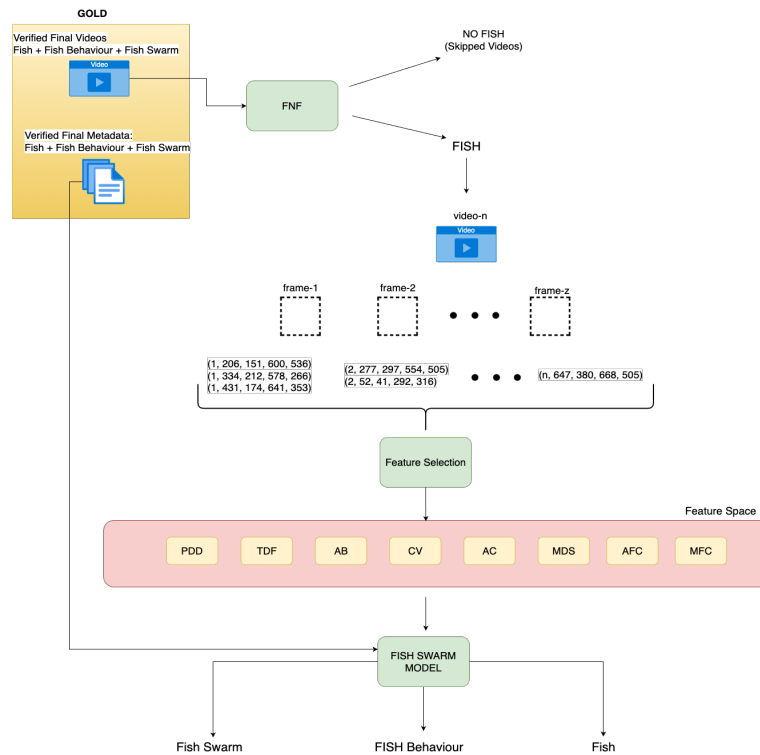 GOLD
Verified Final Videos
Fish + Fish Behaviour + Fish Swarm
Video
Verified Final Metadata:
Fish + Fish Behaviour + Fish Swarm
FNF
NO FISH
(Skipped Videos)
FISH
video-n
Video
frame-1
frame-2
frame-z
(1, 206, 151, 600, 536)
(1, 334, 212, 578, 266)
(1, 431, 174, 641, 353)
(2, 277, 297, 554, 505)
(2, 52, 41, 292, 316)
(n, 647, 380, 668, 505)
Feature Selection
Feature Space
PDD
TDF
AB
CV
AC
MDS
AFC
MFC
FISH SWARM
MODEL
Fish Swarm
FISH Behaviour
Fish